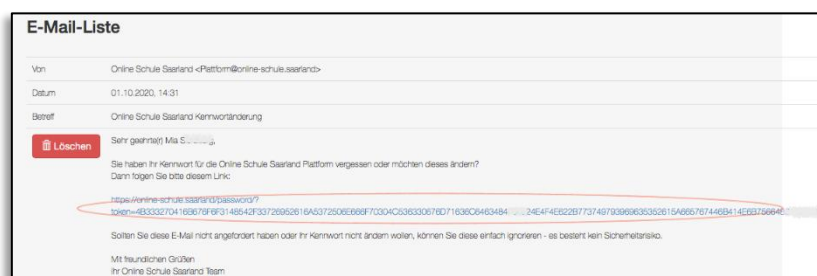 E-Mail-Liste
Von Online Schule Saarland <Plattform@online-schule.saarland>
Datum 01.10.2020, 14:31
Betreff Online Schule Saarland Kennwortänderung
Löschen
Sehr geehrte(r) Mia
Sie haben Ihr Kennwort für die Online Schule Saarland Plattform vergessen oder möchten dieses ändern?
Dann folgen Sie bitte diesem Link:
https://online-schule.saarland/password/?
Sollten Sie diese E-Mail nicht angefordert haben oder Ihr Kennwort nicht ändern wollen, können Sie diese einfach ignorieren - es besteht kein Sicherheitsrisiko.
Mit freundlichen Grüßen
Ihr Online Schule Saarland Team